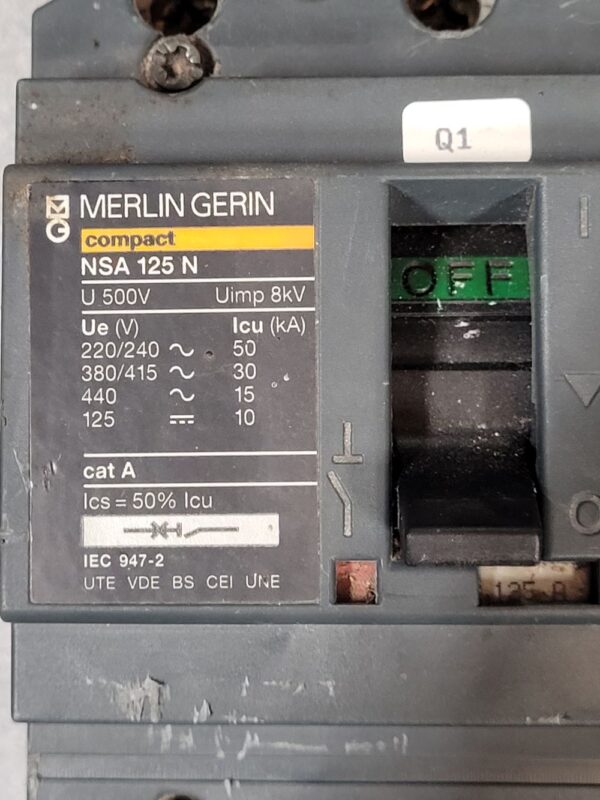 Q1
MERLIN GERIN
compact
NSA 125 N
U 500V Uimp 8kV
Ue (V) Icu (kA)
220/240 ~ 50
380/415 ~ 30
440 ~ 15
125 ⎓ 10
cat A
Ics = 50% Icu
IEC 947-2
UTE VDE BS CEI UNE
OFF
I
O
125 A